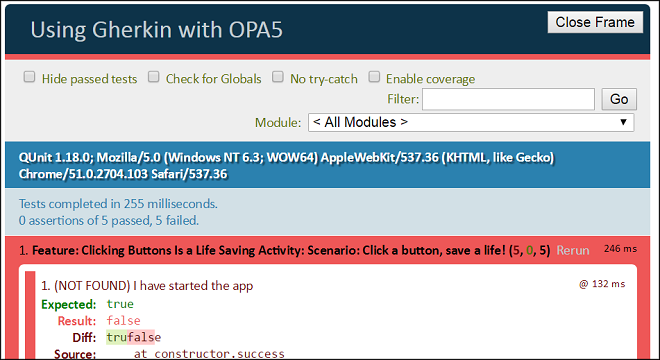 Using Gherkin with OPA5
Close Frame
Hide passed tests Check for Globals No try-catch Enable coverage
Filter: Go
Module: < All Modules >
QUnit 1.18.0; Mozilla/5.0 (Windows NT 6.3; WOW64) AppleWebKit/537.36 (KHTML, like Gecko)
Chrome/51.0.2704.103 Safari/537.36
Tests completed in 255 milliseconds.
0 assertions of 5 passed, 5 failed.
1. Feature: Clicking Buttons Is a Life Saving Activity: Scenario: Click a button, save a life! (5, 0, 5) Rerun 246 ms
1. (NOT FOUND) I have started the app @ 132 ms
Expected: true
Result: false
Diff: trufalse
Source: at constructor.success